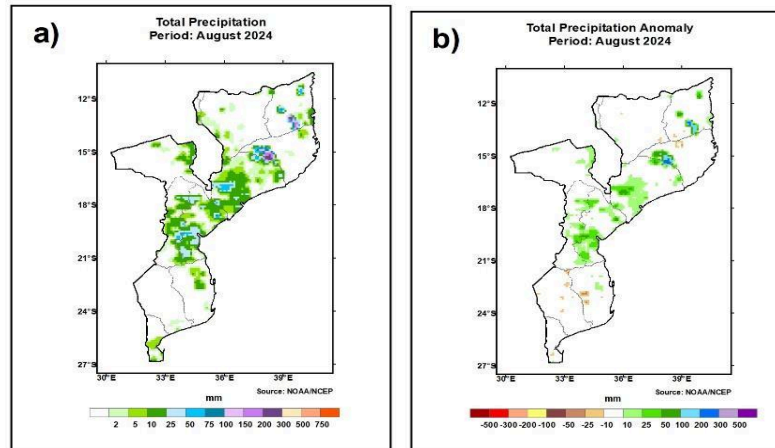 a)
Total Precipitation
Period: August 2024
12°S
15°S
18°S
21°S
24°S
27°S
30°E 33°E 36°E 39°E
Source: NOAA/NCEP
mm
2 5 10 25 50 75 100 150 200 300 500 750
b)
Total Precipitation Anomaly
Period: August 2024
12°S
15°S
18°S
21°S
24°S
27°S
30°E 33°E 36°E 39°E
Source: NOAA/NCEP
mm
-500 -300 -200 -100 -50 -25 -10 10 25 50 100 200 300 500